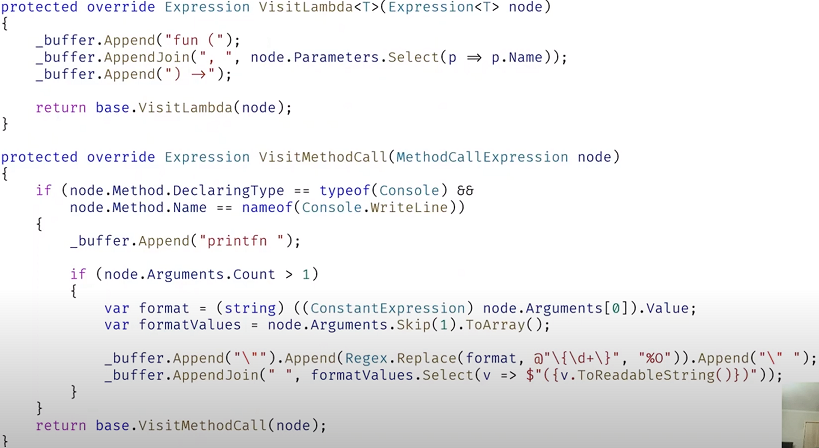 protected override Expression VisitLambda<T>(Expression<T> node)
{
    _buffer.Append("fun (");
    _buffer.AppendJoin(", ", node.Parameters.Select(p => p.Name));
    _buffer.Append(") ->");

    return base.VisitLambda(node);
}

protected override Expression VisitMethodCall(MethodCallExpression node)
{
    if (node.Method.DeclaringType == typeof(Console) &&
        node.Method.Name == nameof(Console.WriteLine))
    {
        _buffer.Append("printfn ");

        if (node.Arguments.Count > 1)
        {
            var format = (string) ((ConstantExpression) node.Arguments[0]).Value;
            var formatValues = node.Arguments.Skip(1).ToArray();

            _buffer.Append("\"").Append(Regex.Replace(format, @"\{\d+\}", "%O")).Append("\" ");
            _buffer.AppendJoin(" ", formatValues.Select(v => $"({v.ToReadableString()})"));
        }
    }
    return base.VisitMethodCall(node);
}